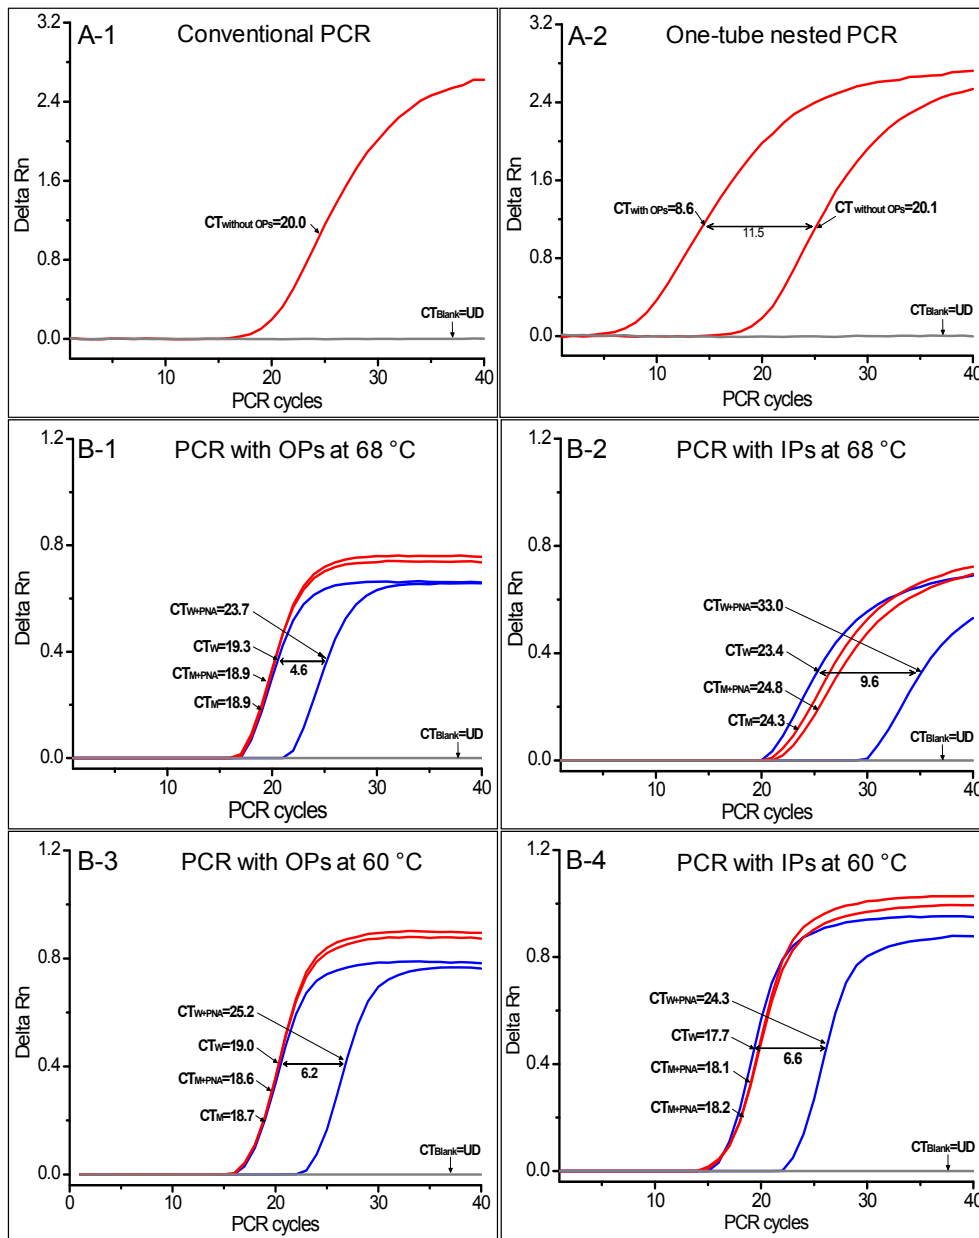 A-1 Conventional PCR
3.2
2.4
1.6
0.8
0.0
Delta Rn
CTwithout OPs=20.0
CTBlank=UD
10 20 30 40
PCR cycles
A-2 One-tube nested PCR
3.2
2.4
1.6
0.8
0.0
Delta Rn
CTwith OPs=8.6
CTwithout OPs=20.1
11.5
CTBlank=UD
10 20 30 40
PCR cycles
B-1 PCR with OPs at 68 °C
1.2
0.8
0.4
0.0
Delta Rn
CTW+PNA=23.7
CTW=19.3
4.6
CTM+PNA=18.9
CTM=18.9
CTBlank=UD
10 20 30 40
PCR cycles
B-2 PCR with IPs at 68 °C
1.2
0.8
0.4
0.0
Delta Rn
CTW+PNA=33.0
CTW=23.4
9.6
CTM+PNA=24.8
CTM=24.3
CTBlank=UD
10 20 30 40
PCR cycles
B-3 PCR with OPs at 60 °C
1.2
0.8
0.4
0.0
Delta Rn
CTW+PNA=25.2
CTW=19.0
6.2
CTM+PNA=18.6
CTM=18.7
CTBlank=UD
0 10 20 30 40
PCR cycles
B-4 PCR with IPs at 60 °C
1.2
0.8
0.4
0.0
Delta Rn
CTW+PNA=24.3
CTW=17.7
6.6
CTM+PNA=18.1
CTM+PNA=18.2
CTBlank=UD
10 20 30 40
PCR cycles